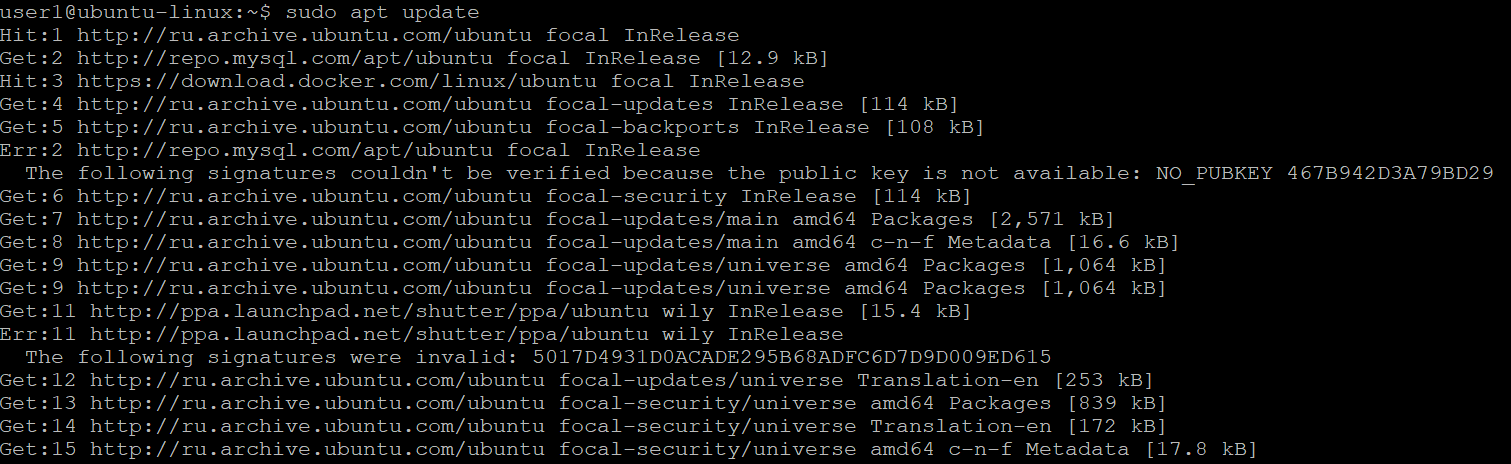 user1@ubuntu-linux:~$ sudo apt update
Hit:1 http://ru.archive.ubuntu.com/ubuntu focal InRelease
Get:2 http://repo.mysql.com/apt/ubuntu focal InRelease [12.9 kB]
Hit:3 https://download.docker.com/linux/ubuntu focal InRelease
Get:4 http://ru.archive.ubuntu.com/ubuntu focal-updates InRelease [114 kB]
Get:5 http://ru.archive.ubuntu.com/ubuntu focal-backports InRelease [108 kB]
Err:2 http://repo.mysql.com/apt/ubuntu focal InRelease
  The following signatures couldn't be verified because the public key is not available: NO_PUBKEY 467B942D3A79BD29
Get:6 http://ru.archive.ubuntu.com/ubuntu focal-security InRelease [114 kB]
Get:7 http://ru.archive.ubuntu.com/ubuntu focal-updates/main amd64 Packages [2,571 kB]
Get:8 http://ru.archive.ubuntu.com/ubuntu focal-updates/main amd64 c-n-f Metadata [16.6 kB]
Get:9 http://ru.archive.ubuntu.com/ubuntu focal-updates/universe amd64 Packages [1,064 kB]
Get:9 http://ru.archive.ubuntu.com/ubuntu focal-updates/universe amd64 Packages [1,064 kB]
Get:11 http://ppa.launchpad.net/shutter/ppa/ubuntu wily InRelease [15.4 kB]
Err:11 http://ppa.launchpad.net/shutter/ppa/ubuntu wily InRelease
  The following signatures were invalid: 5017D4931D0ACADE295B68ADFC6D7D9D009ED615
Get:12 http://ru.archive.ubuntu.com/ubuntu focal-updates/universe Translation-en [253 kB]
Get:13 http://ru.archive.ubuntu.com/ubuntu focal-security/universe amd64 Packages [839 kB]
Get:14 http://ru.archive.ubuntu.com/ubuntu focal-security/universe Translation-en [172 kB]
Get:15 http://ru.archive.ubuntu.com/ubuntu focal-security/universe amd64 c-n-f Metadata [17.8 kB]